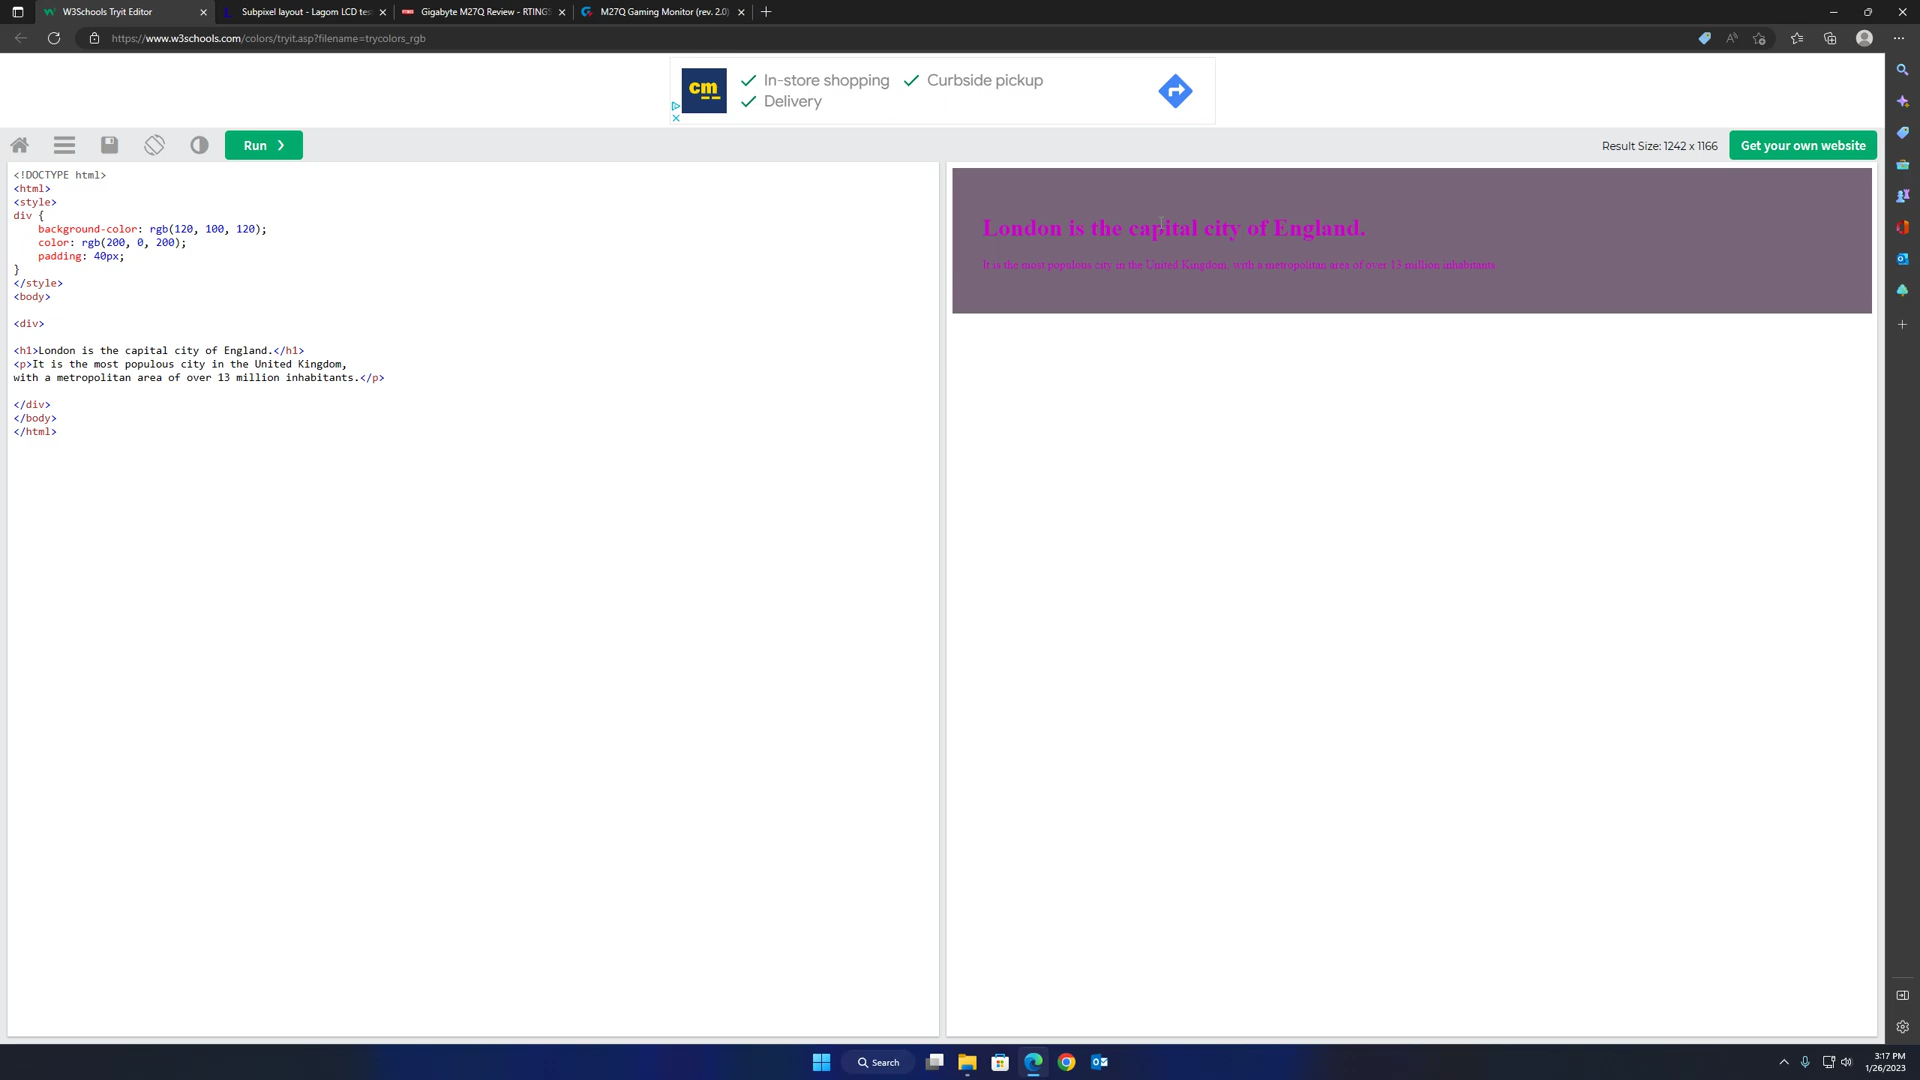 W3Schools Tryit Editor
Subpixel layout - Lagom LCD tes
Gigabyte M27Q Review - RTINGS
M27Q Gaming Monitor (rev. 2.0)
https://www.w3schools.com/colors/tryit.asp?filename=trycolors_rgb
cm
In-store shopping
Curbside pickup
Delivery
Run ❯
Result Size: 1242 x 1166
Get your own website
<!DOCTYPE html>
<html>
<style>
div {
    background-color: rgb(120, 100, 120);
    color: rgb(200, 0, 200);
    padding: 40px;
}
</style>
<body>
<div>
<h1>London is the capital city of England.</h1>
<p>It is the most populous city in the United Kingdom,
with a metropolitan area of over 13 million inhabitants.</p>
</div>
</body>
</html>
London is the capital city of England.
It is the most populous city in the United Kingdom, with a metropolitan area of over 13 million inhabitants.
Search
3:17 PM
1/26/2023